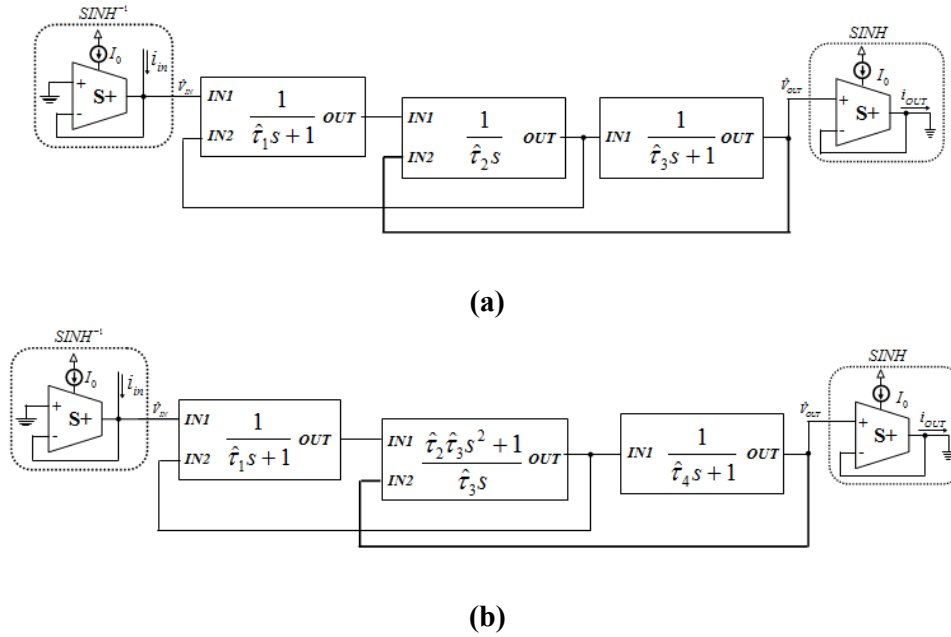 SINH⁻¹
I₀
i_in
+
S+
-
v̂_IN
IN1
IN2
1
τ̂₁s + 1
OUT
IN1
IN2
1
τ̂₂s
OUT
IN1
1
τ̂₃s + 1
OUT
v̂_OUT
SINH
I₀
i_OUT
+
S+
-
(a)
SINH⁻¹
I₀
i_in
+
S+
-
v̂_IN
IN1
IN2
1
τ̂₁s + 1
OUT
IN1
IN2
τ̂₂τ̂₃s² + 1
τ̂₃s
OUT
IN1
1
τ̂₄s + 1
OUT
v̂_OUT
SINH
I₀
i_OUT
+
S+
-
(b)